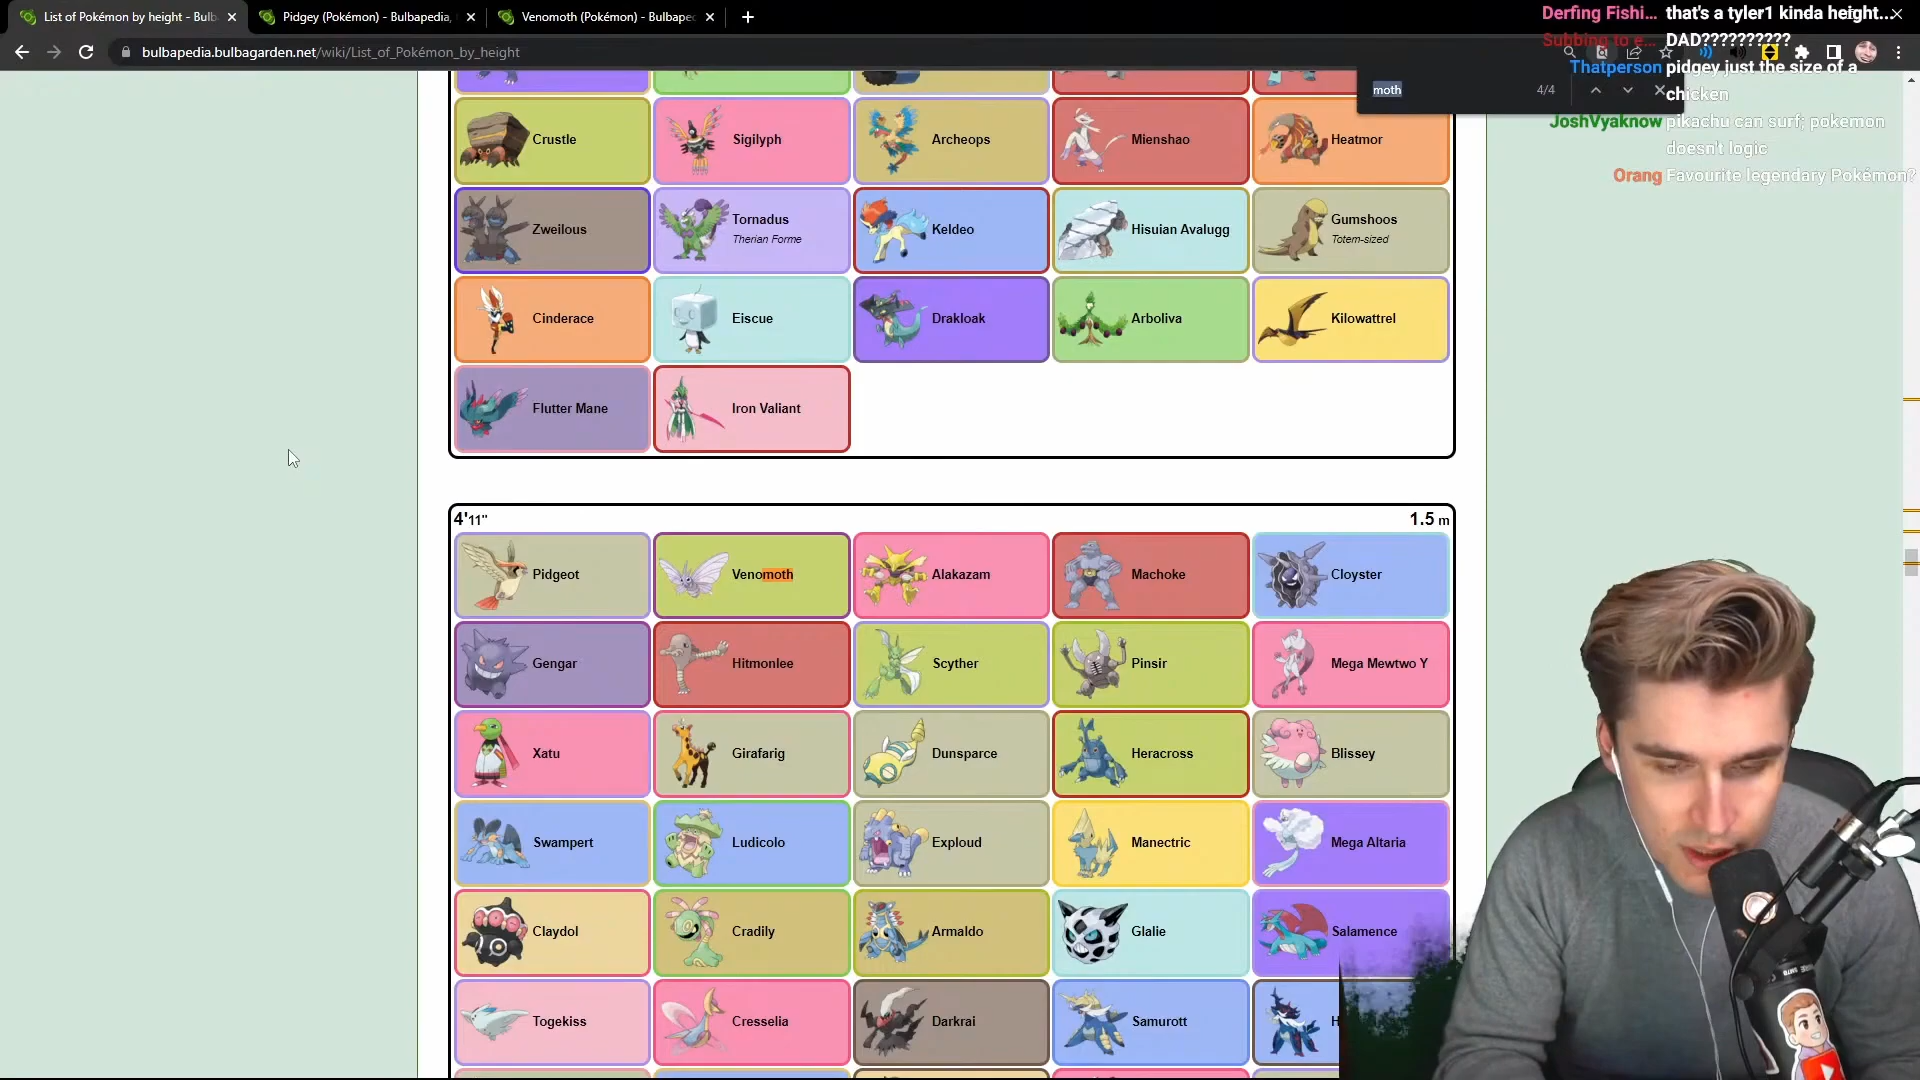 List of Pokémon by height - Bulb
Pidgey (Pokémon) - Bulbapedia,
Venomoth (Pokémon) - Bulbaped
bulbapedia.bulbagarden.net/wiki/List_of_Pokémon_by_height
Derfing Fishi... that's a tyler1 kinda height...
Subbing to e... DAD??????????
Thatperson pidgey just the size of a
chicken
JoshVyaknow pikachu can surf; pokemon
doesn't logic
Orang Favourite legendary Pokémon?
moth 4/4
Crustle Sigilyph Archeops Mienshao Heatmor
Zweilous Tornadus Keldeo Hisuian Avalugg Gumshoos
Therian Forme Totem-sized
Cinderace Eiscue Drakloak Arboliva Kilowattrel
Flutter Mane Iron Valiant
4'11" 1.5 m
Pidgeot Venomoth Alakazam Machoke Cloyster
Gengar Hitmonlee Scyther Pinsir Mega Mewtwo Y
Xatu Girafarig Dunsparce Heracross Blissey
Swampert Ludicolo Exploud Manectric Mega Altaria
Claydol Cradily Armaldo Glalie Salamence
Togekiss Cresselia Darkrai Samurott H